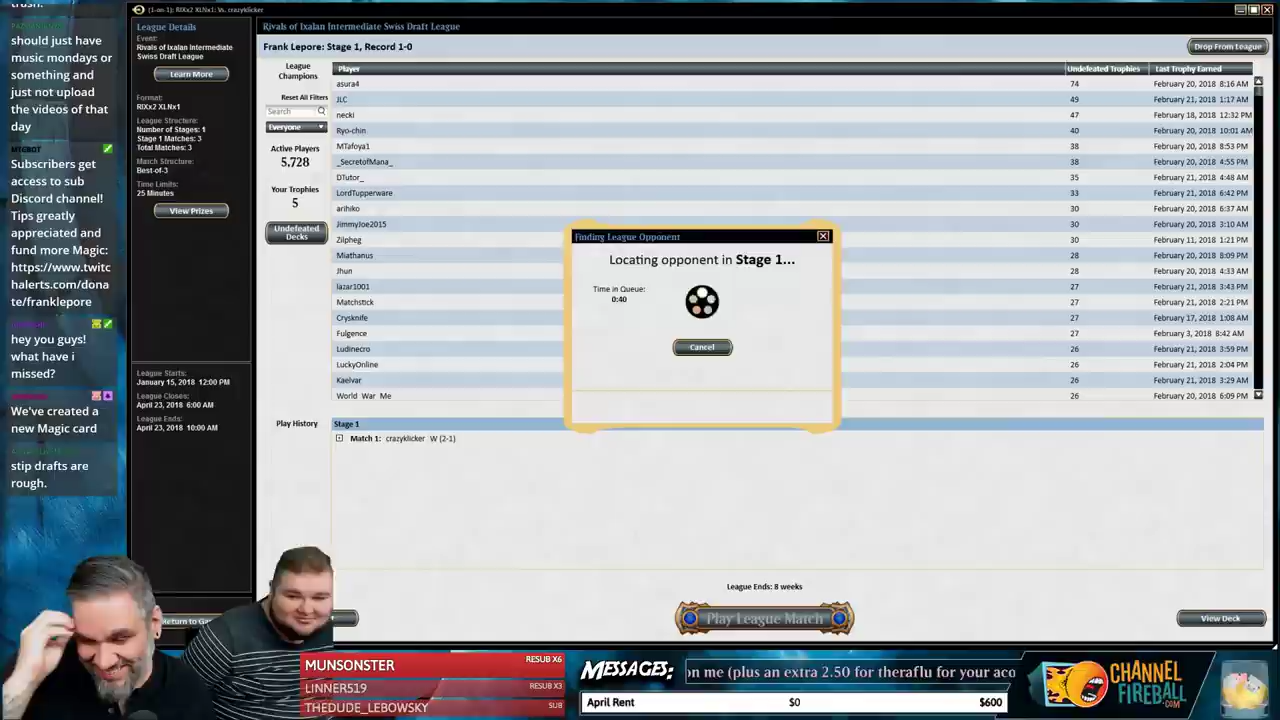 trash.
should just have
music mondays or
something and
just not upload
the videos of that
day
MTGBOT
Subscribers get
access to sub
Discord channel!
Tips greatly
appreciated and
fund more Magic:
https://www.twitc
halerts.com/dona
te/franklepore
hey you guys!
what have i
missed?
We've created a
new Magic card
stip drafts are
rough.
(1-on-1): RIXx2 XLNx1: Vs. crazyklicker
League Details
Event:
Rivals of Ixalan Intermediate
Swiss Draft League
Learn More
Format:
RIXx2 XLNx1
League Structure:
Number of Stages: 1
Stage 1 Matches: 3
Total Matches: 3
Match Structure:
Best-of-3
Time Limits:
25 Minutes
View Prizes
League Starts:
January 15, 2018 12:00 PM
League Closes:
April 23, 2018 6:00 AM
League Ends:
April 23, 2018 10:00 AM
Rivals of Ixalan Intermediate Swiss Draft League
Frank Lepore: Stage 1, Record 1-0
Drop From League
League
Champions
Reset All Filters
Search
Everyone
Active Players
5,728
Your Trophies
5
Undefeated
Decks
Player Undefeated Trophies Last Trophy Earned
asura4 74 February 20, 2018 8:16 AM
JLC 49 February 21, 2018 1:17 AM
necki 47 February 18, 2018 12:32 PM
Ryo-chin 40 February 20, 2018 10:01 AM
MTafoya1 38 February 20, 2018 8:53 PM
_SecretofMana_ 38 February 20, 2018 4:55 PM
DTutor_ 35 February 21, 2018 4:48 AM
LordTupperware 33 February 21, 2018 6:42 PM
arihiko 30 February 20, 2018 6:37 AM
JimmyJoe2015 30 February 20, 2018 3:10 AM
Zilpheg 30 February 11, 2018 1:21 PM
Miathanus 28 February 20, 2018 8:09 PM
Jhun 28 February 20, 2018 4:33 AM
lazar1001 27 February 21, 2018 3:43 PM
Matchstick 27 February 21, 2018 2:21 PM
Crysknife 27 February 17, 2018 1:08 AM
Fulgence 27 February 3, 2018 8:42 AM
Ludinecro 26 February 21, 2018 3:59 PM
LuckyOnline 26 February 21, 2018 2:04 PM
Kaelvar 26 February 21, 2018 3:29 AM
World War Me 26 February 20, 2018 6:09 PM
Finding League Opponent
Locating opponent in Stage 1...
Time in Queue:
0:40
Cancel
Play History
Stage 1
Match 1: crazyklicker W (2-1)
League Ends: 8 weeks
Return to Ga
Play League Match
View Deck
MUNSONSTER RESUB X6
LINNER519 RESUB X3
THEDUDE_LEBOWSKY SUB
MESSAGES:
on me (plus an extra 2.50 for theraflu for your acc
April Rent $0 $600
CHANNEL
FIREBALL
.COM